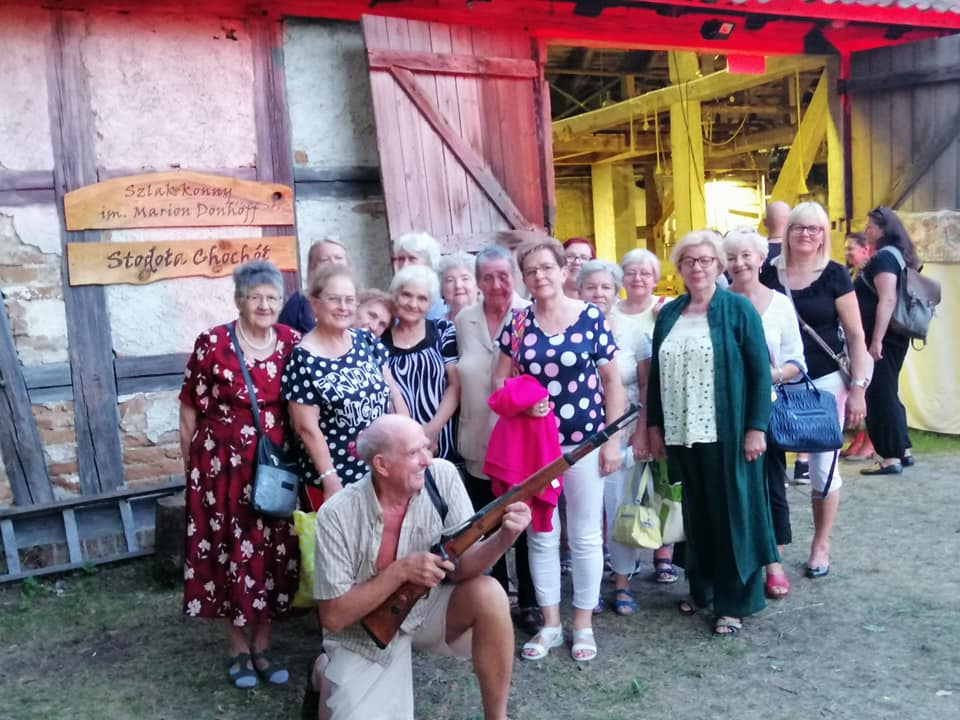 Szlak konny
im. Marion Dönhoff
Stodoła Chochół